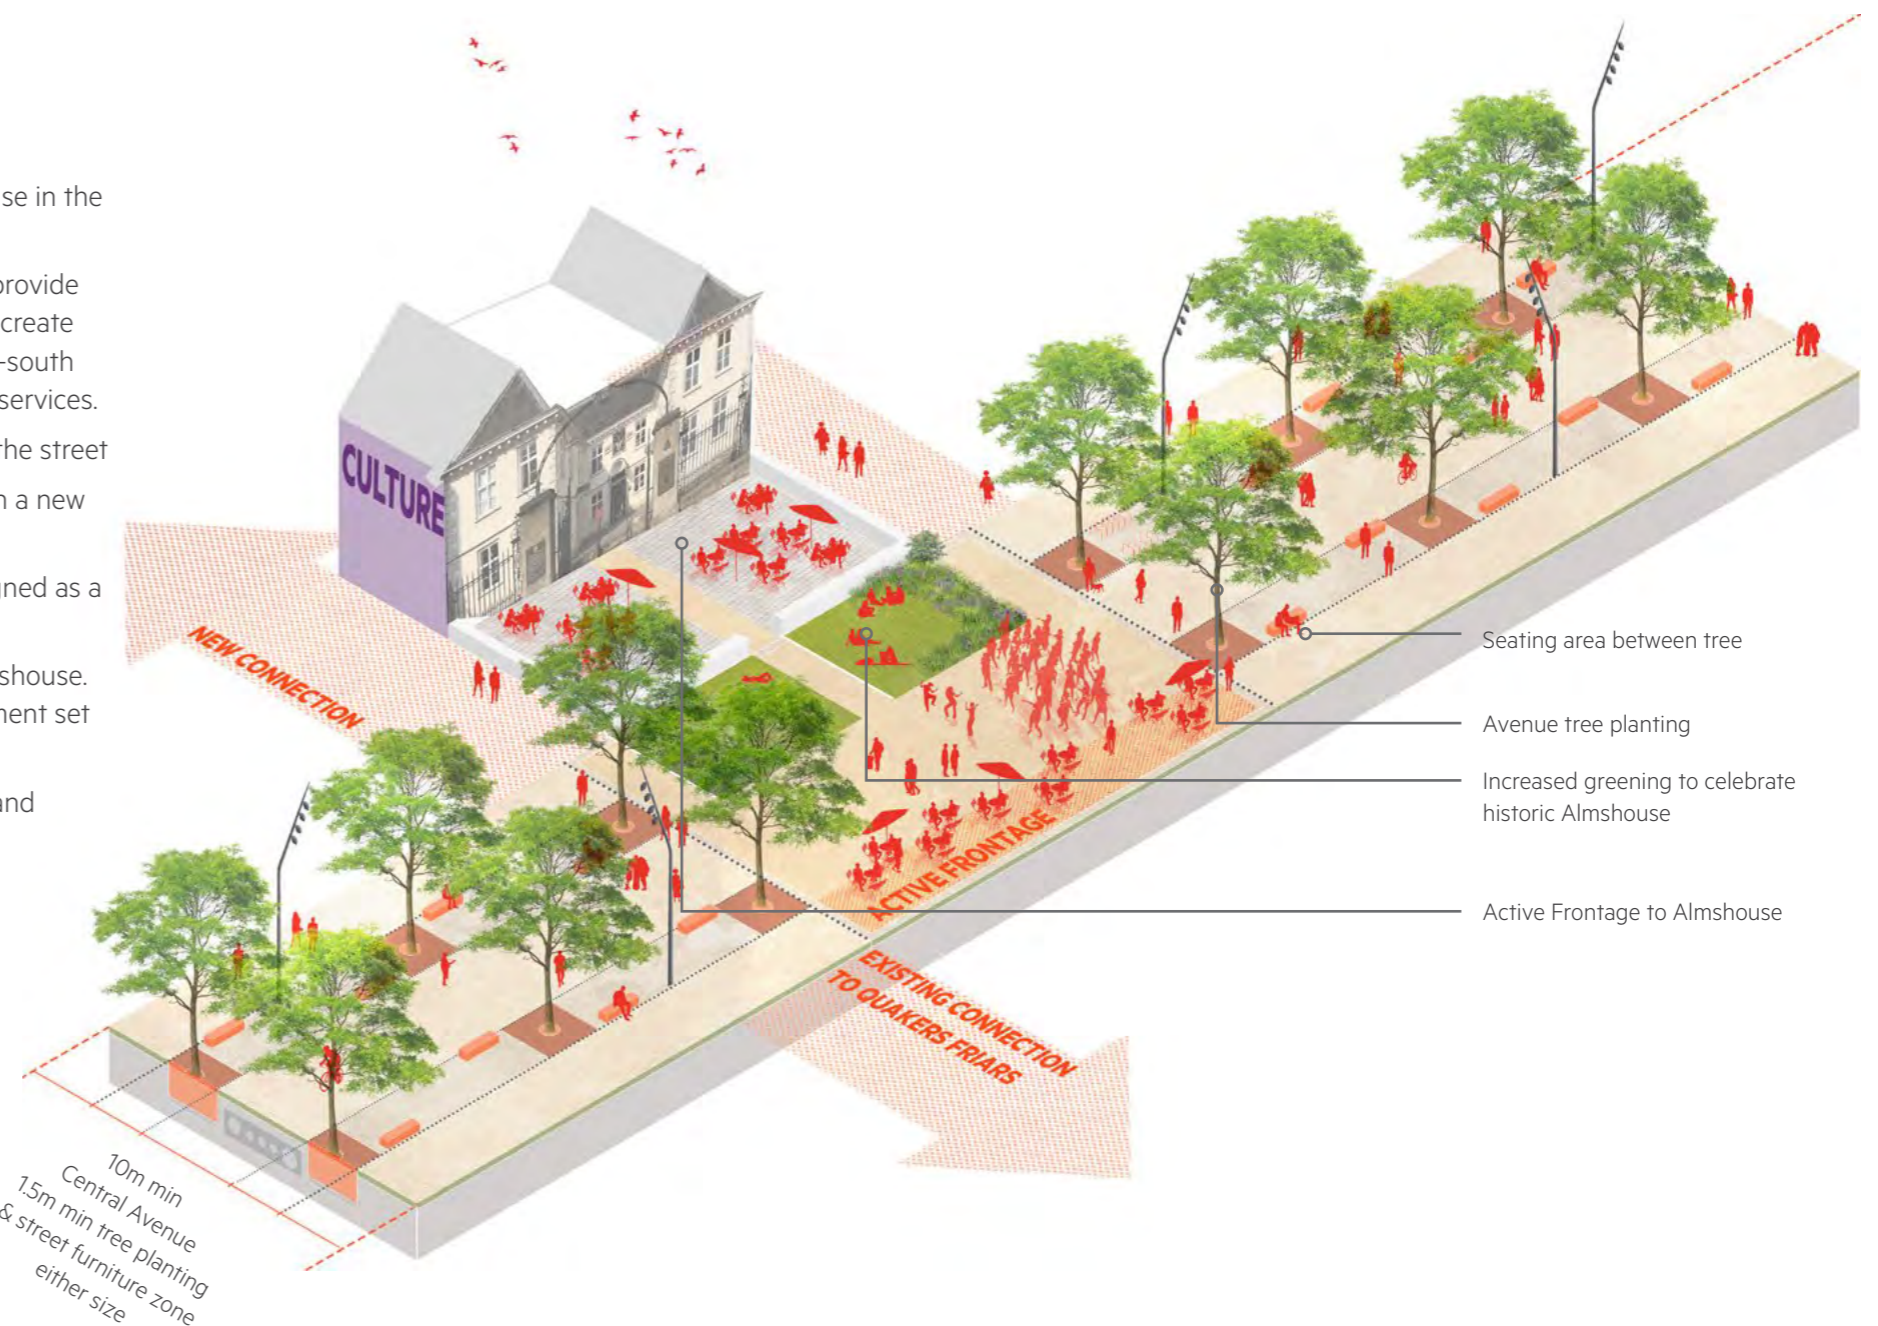 se in the
provide
create
-south
services.
the street
n a new
gned as a
shouse.
nent set
and
CULTURE
NEW CONNECTION
ACTIVE FRONTAGE
EXISTING CONNECTION
TO QUAKERS FRIARS
Seating area between tree
Avenue tree planting
Increased greening to celebrate
historic Almshouse
Active Frontage to Almshouse
10m min
Central Avenue
1.5m min tree planting
& street furniture zone
either size